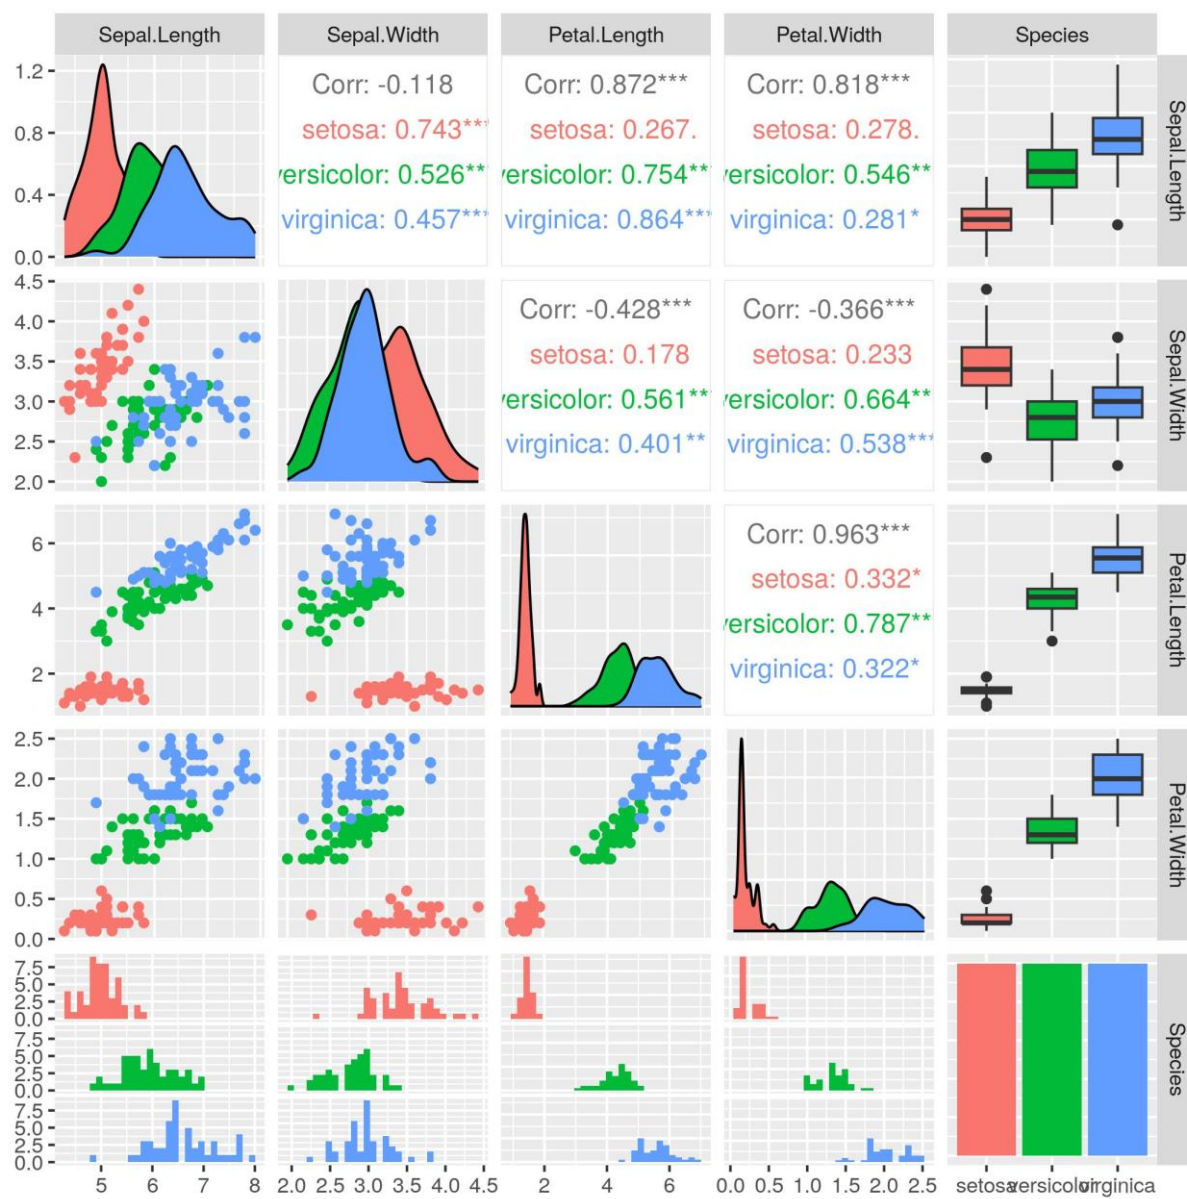 Sepal.Length Sepal.Width Petal.Length Petal.Width Species
1.2
0.8
0.4
0.0
Corr: -0.118
setosa: 0.743***
versicolor: 0.526**
virginica: 0.457***
Corr: 0.872***
setosa: 0.267.
versicolor: 0.754***
virginica: 0.864***
Corr: 0.818***
setosa: 0.278.
versicolor: 0.546**
virginica: 0.281*
Sepal.Length
4.5
4.0
3.5
3.0
2.5
2.0
Corr: -0.428***
setosa: 0.178
versicolor: 0.561**
virginica: 0.401**
Corr: -0.366***
setosa: 0.233
versicolor: 0.664**
virginica: 0.538***
Sepal.Width
6
4
2
Corr: 0.963***
setosa: 0.332*
versicolor: 0.787**
virginica: 0.322*
Petal.Length
2.5
2.0
1.5
1.0
0.5
0.0
Petal.Width
7.5
5.0
2.5
0.0
7.5
5.0
2.5
0.0
7.5
5.0
2.5
0.0
Species
5 6 7 8 2.0 2.5 3.0 3.5 4.0 4.5 2 4 6 0.0 0.5 1.0 1.5 2.0 2.5 setosa versicolor virginica